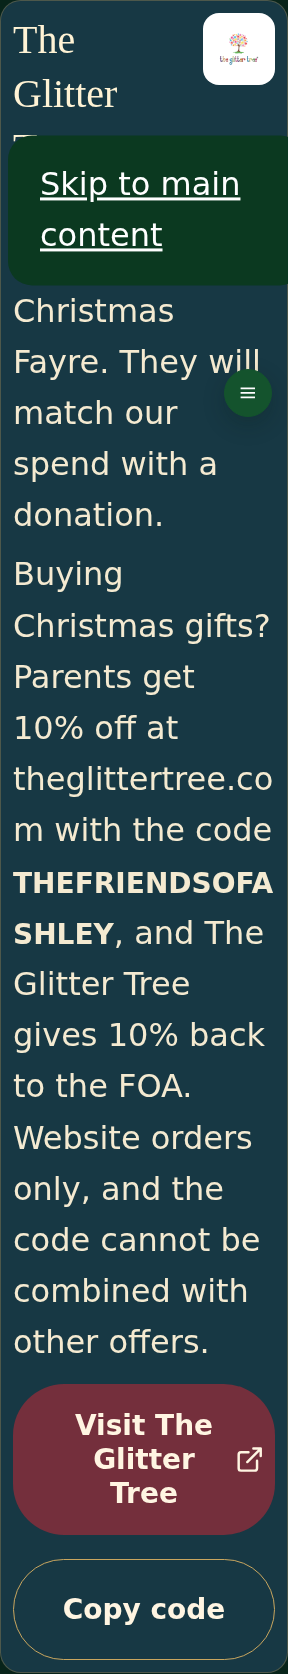 The
Glitter
the glitter tree
Skip to main
content
Christmas
Fayre. They will
match our
spend with a
donation.
Buying
Christmas gifts?
Parents get
10% off at
theglittertree.co
m with the code
THEFRIENDSOFA
SHLEY, and The
Glitter Tree
gives 10% back
to the FOA.
Website orders
only, and the
code cannot be
combined with
other offers.
Visit The
Glitter
Tree
Copy code